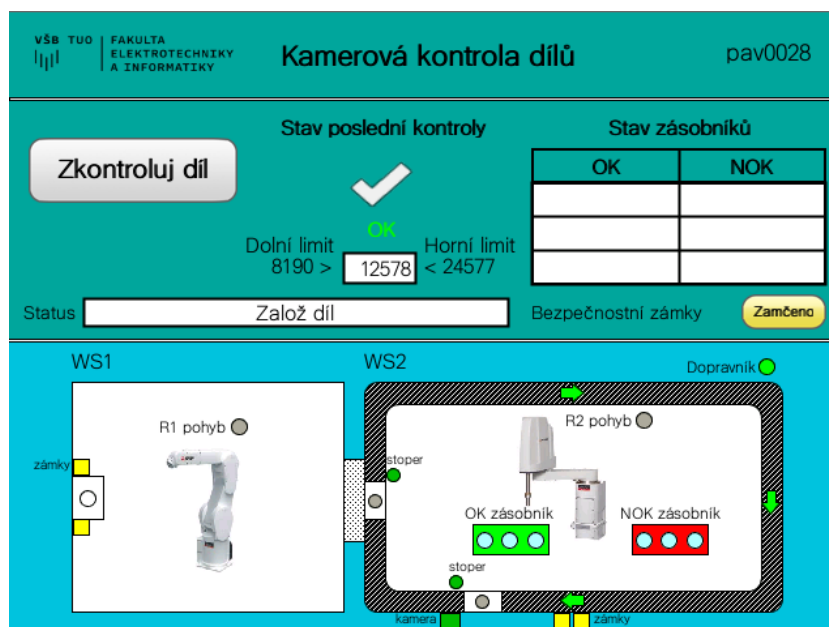 VŠB TUO
FAKULTA
ELEKTROTECHNIKY
A INFORMATIKY
Kamerová kontrola dílů
pav0028
Zkontroluj díl
Stav poslední kontroly
OK
Dolní limit
8190 >
12578
Horní limit
< 24577
Stav zásobníků
OK NOK
Status
Založ díl
Bezpečnostní zámky
Zamčeno
WS1
WS2
Dopravník
R1 pohyb
R2 pohyb
zámky
stoper
OK zásobník
NOK zásobník
stoper
kamera
zámky